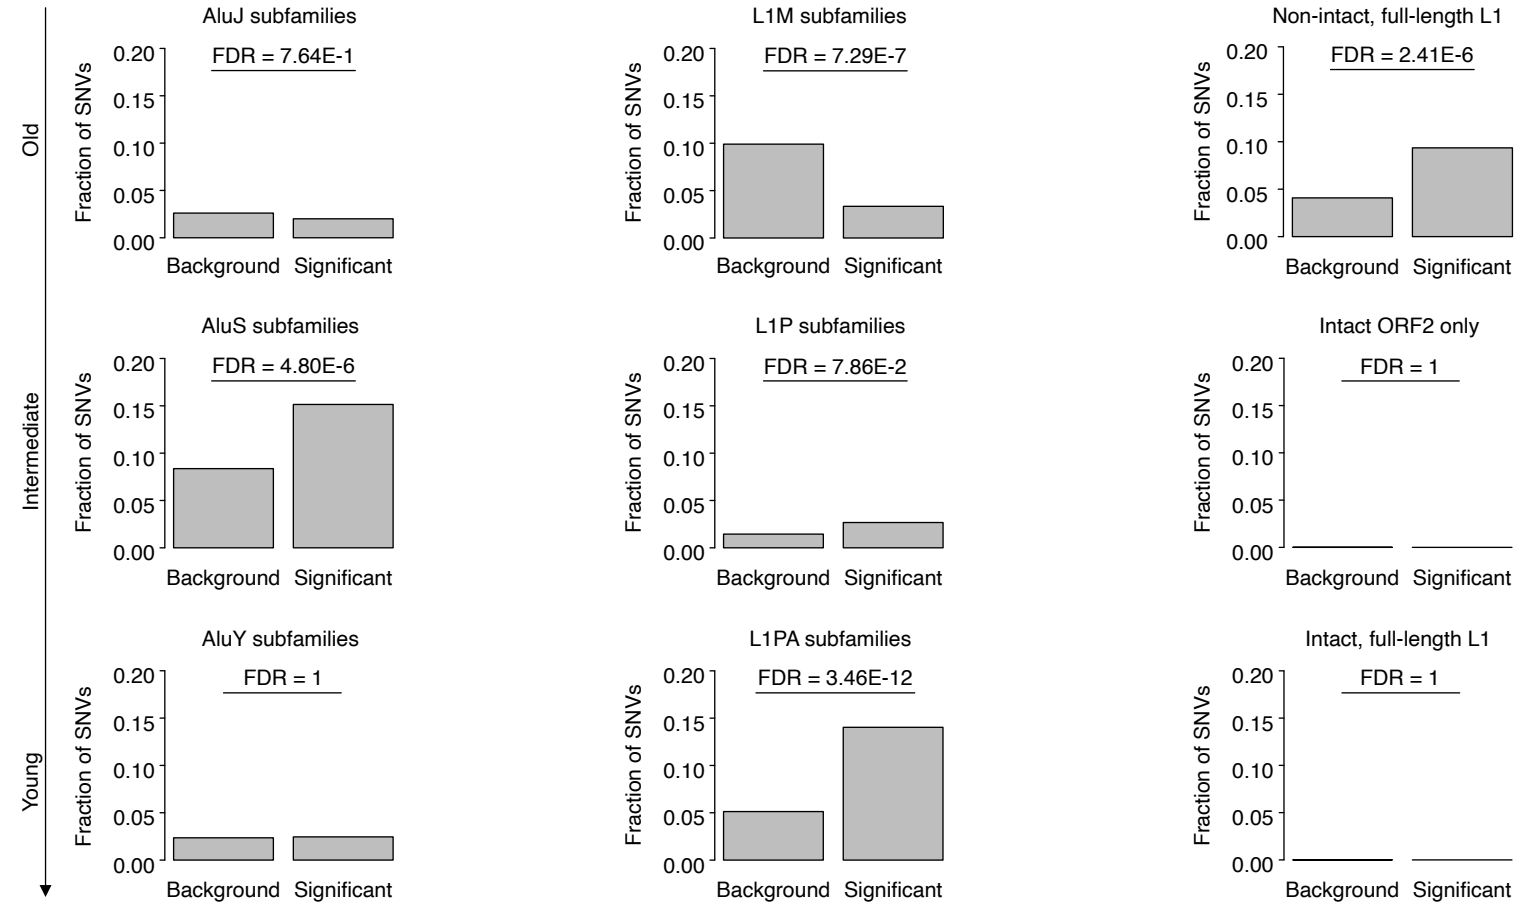 Old
Intermediate
Young
AluJ subfamilies
FDR = 7.64E-1
Fraction of SNVs
0.20
0.15
0.10
0.05
0.00
Background Significant
L1M subfamilies
FDR = 7.29E-7
Fraction of SNVs
0.20
0.15
0.10
0.05
0.00
Background Significant
Non-intact, full-length L1
FDR = 2.41E-6
Fraction of SNVs
0.20
0.15
0.10
0.05
0.00
Background Significant
AluS subfamilies
FDR = 4.80E-6
Fraction of SNVs
0.20
0.15
0.10
0.05
0.00
Background Significant
L1P subfamilies
FDR = 7.86E-2
Fraction of SNVs
0.20
0.15
0.10
0.05
0.00
Background Significant
Intact ORF2 only
FDR = 1
Fraction of SNVs
0.20
0.15
0.10
0.05
0.00
Background Significant
AluY subfamilies
FDR = 1
Fraction of SNVs
0.20
0.15
0.10
0.05
0.00
Background Significant
L1PA subfamilies
FDR = 3.46E-12
Fraction of SNVs
0.20
0.15
0.10
0.05
0.00
Background Significant
Intact, full-length L1
FDR = 1
Fraction of SNVs
0.20
0.15
0.10
0.05
0.00
Background Significant